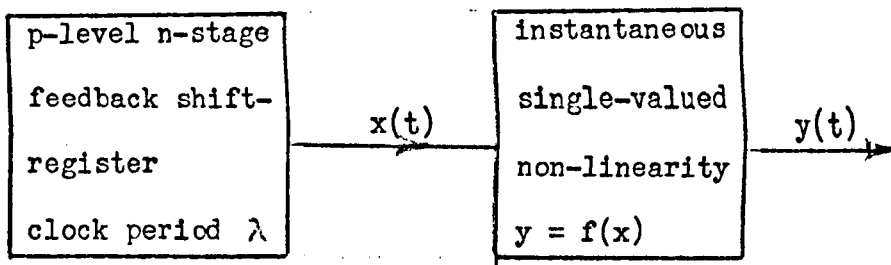 p-level n-stage
feedback shift-
register
clock period λ
x(t)
instantaneous
single-valued
non-linearity
y = f(x)
y(t)